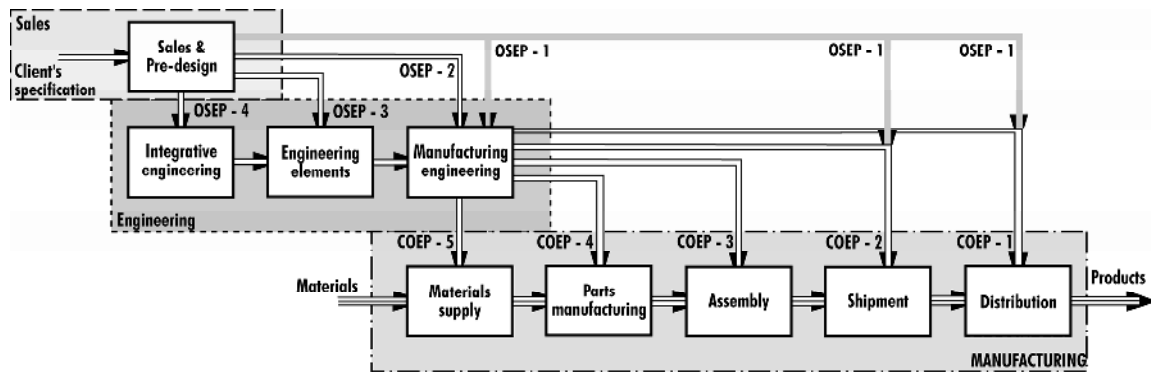 Sales
Sales &
Pre-design
Client's
specification
OSEP - 1
OSEP - 1
OSEP - 1
OSEP - 2
OSEP - 4
OSEP - 3
Integrative
engineering
Engineering
elements
Manufacturing
engineering
Engineering
COEP - 5
COEP - 4
COEP - 3
COEP - 2
COEP - 1
Materials
Materials
supply
Parts
manufacturing
Assembly
Shipment
Distribution
Products
MANUFACTURING